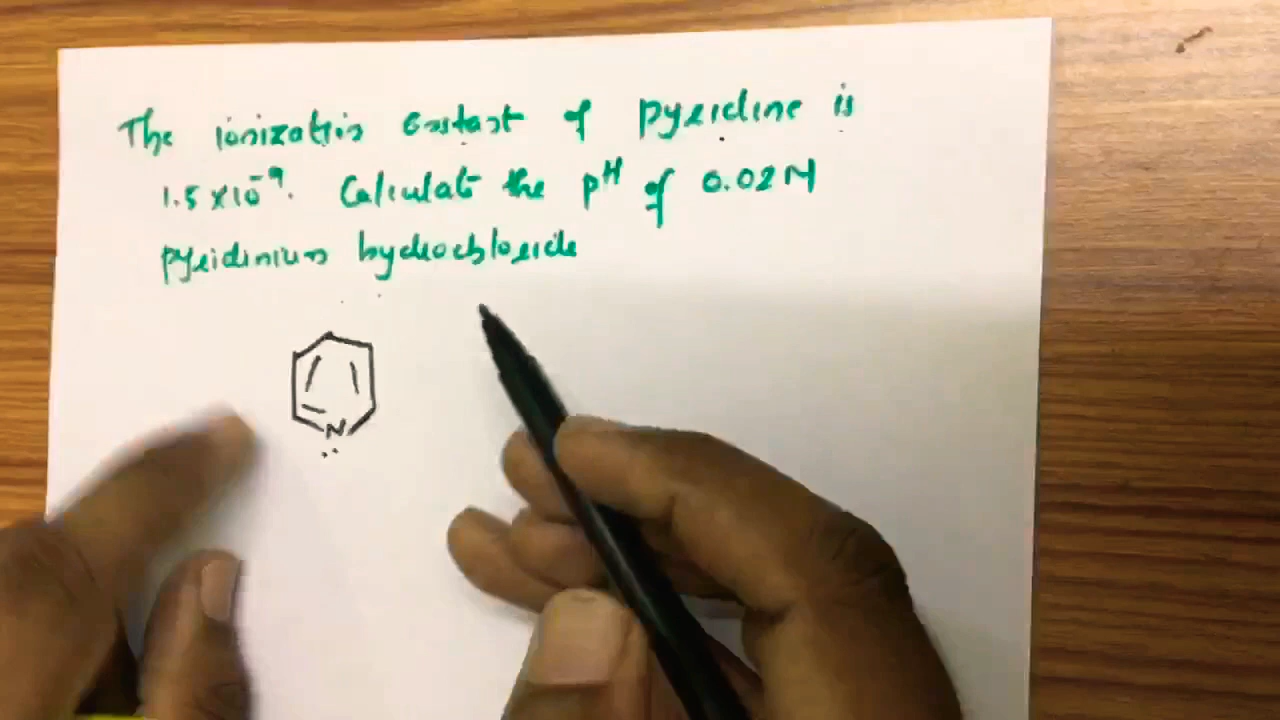 The ionization constant of pyridine is
1.5 x 10⁻⁹. Calculate the pH of 0.02M
pyridinium hydrochloride
N